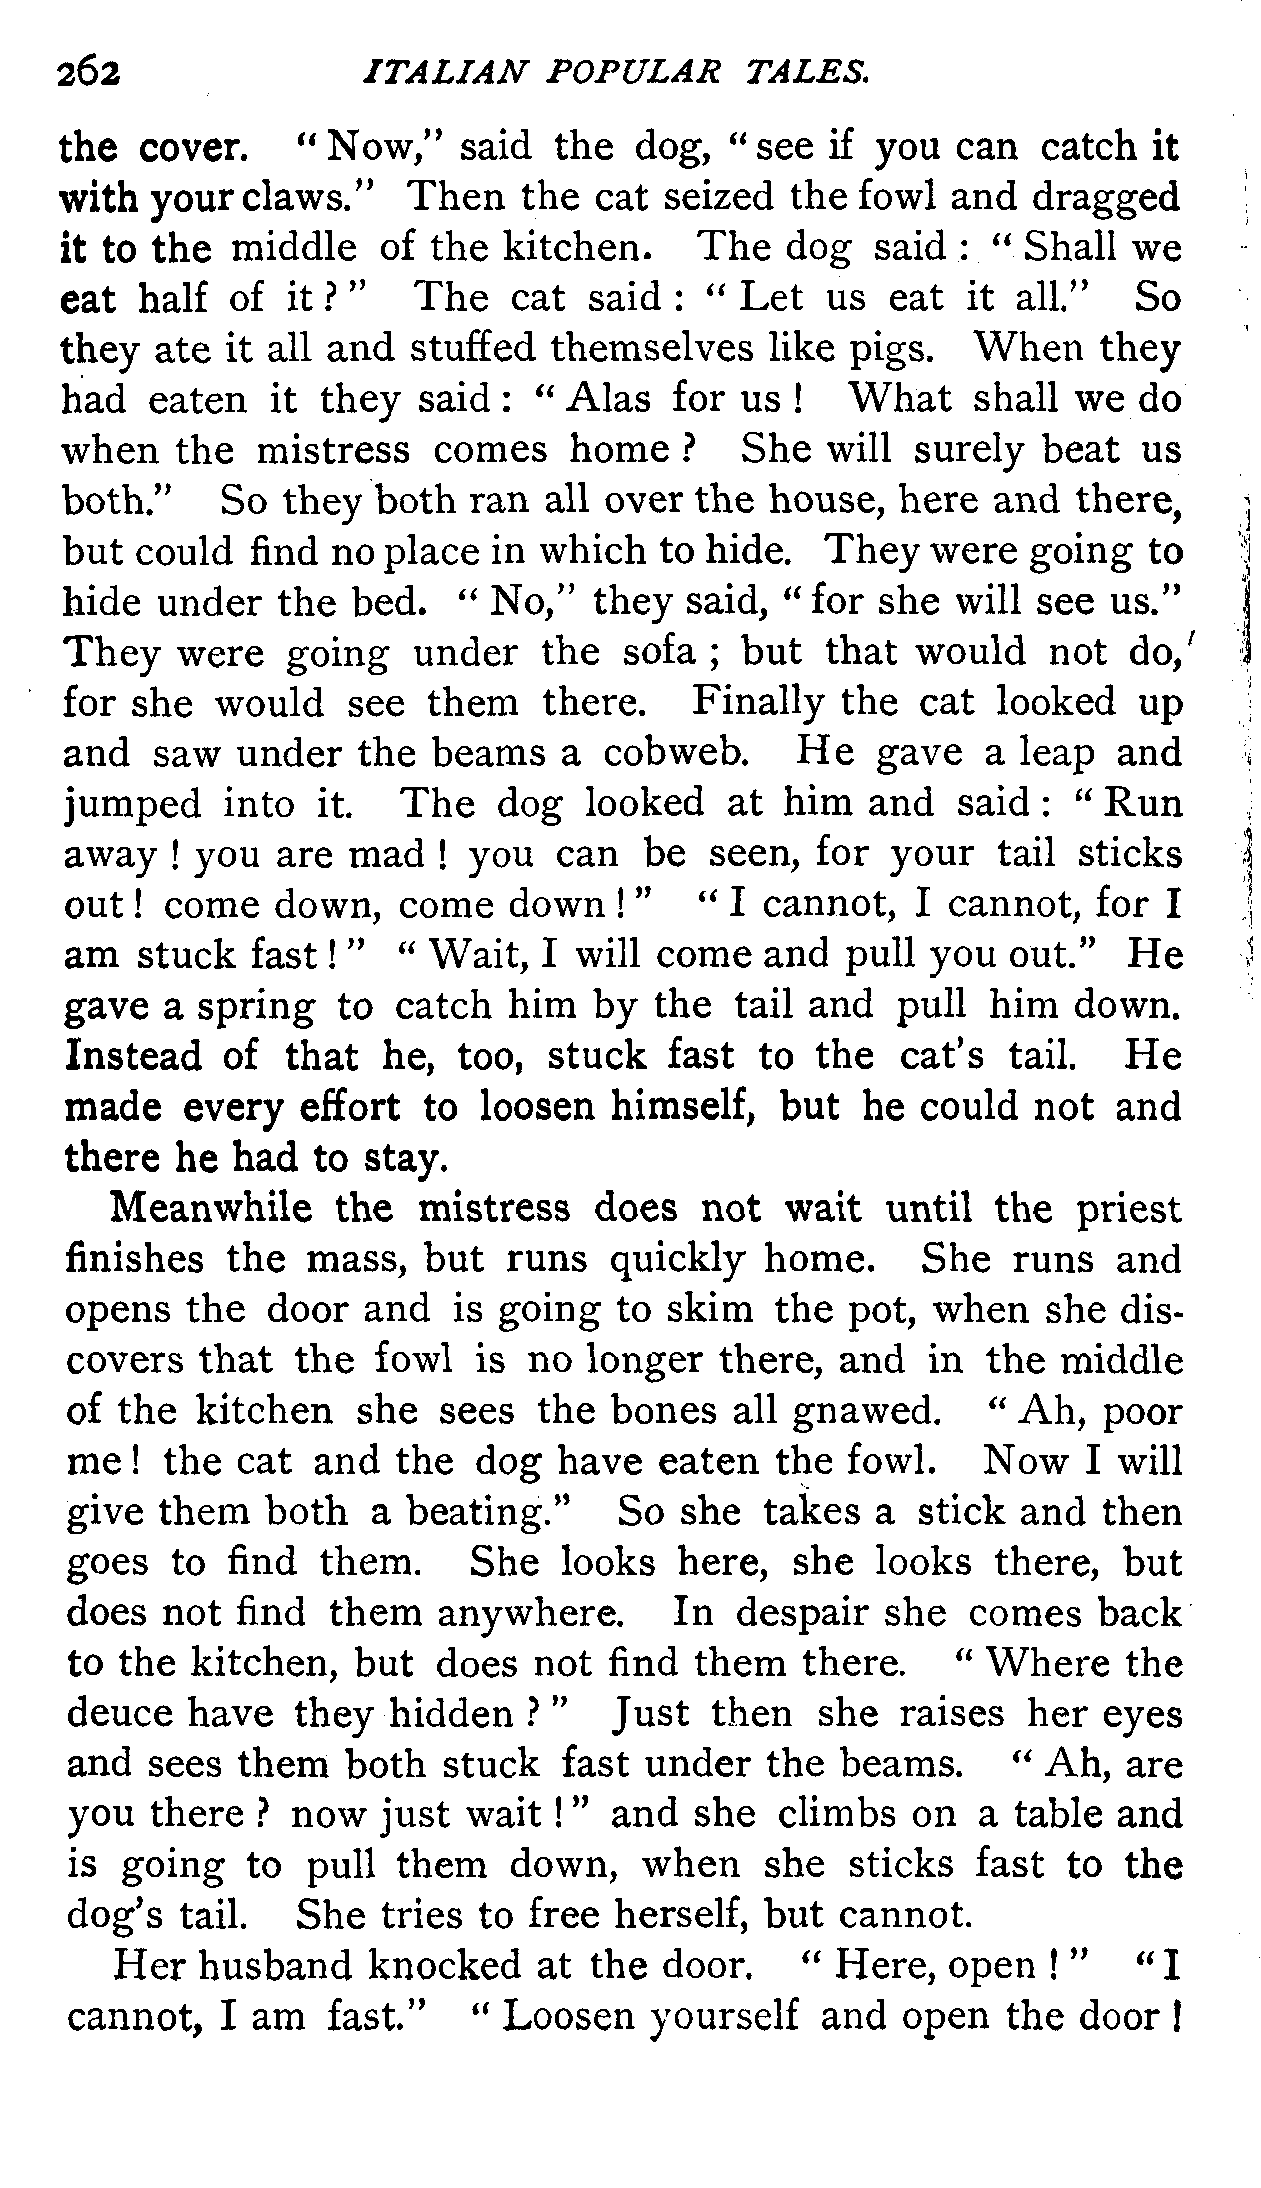 262 ITALIAN POPULAR TALES.
the cover. "Now," said the dog, "see if you can catch it
with your claws." Then the cat seized the fowl and dragged
it to the middle of the kitchen. The dog said : "Shall we
eat half of it ? " The cat said : "Let us eat it all." So
they ate it all and stuffed themselves like pigs. When they
had eaten it they said : "Alas for us ! What shall we do
when the mistress comes home ? She will surely beat us
both." So they both ran all over the house, here and there,
but could find no place in which to hide. They were going to
hide under the bed. "No," they said, "for she will see us."
They were going under the sofa ; but that would not do,
for she would see them there. Finally the cat looked up
and saw under the beams a cobweb. He gave a leap and
jumped into it. The dog looked at him and said : "Run
away ! you are mad ! you can be seen, for your tail sticks
out ! come down, come down ! " "I cannot, I cannot, for I
am stuck fast ! " "Wait, I will come and pull you out." He
gave a spring to catch him by the tail and pull him down.
Instead of that he, too, stuck fast to the cat's tail. He
made every effort to loosen himself, but he could not and
there he had to stay.
Meanwhile the mistress does not wait until the priest
finishes the mass, but runs quickly home. She runs and
opens the door and is going to skim the pot, when she dis-
covers that the fowl is no longer there, and in the middle
of the kitchen she sees the bones all gnawed. "Ah, poor
me ! the cat and the dog have eaten the fowl. Now I will
give them both a beating." So she takes a stick and then
goes to find them. She looks here, she looks there, but
does not find them anywhere. In despair she comes back
to the kitchen, but does not find them there. "Where the
deuce have they hidden ? " Just then she raises her eyes
and sees them both stuck fast under the beams. "Ah, are
you there ? now just wait ! " and she climbs on a table and
is going to pull them down, when she sticks fast to the
dog's tail. She tries to free herself, but cannot.
Her husband knocked at the door. "Here, open ! " "I
cannot, I am fast." "Loosen yourself and open the door !